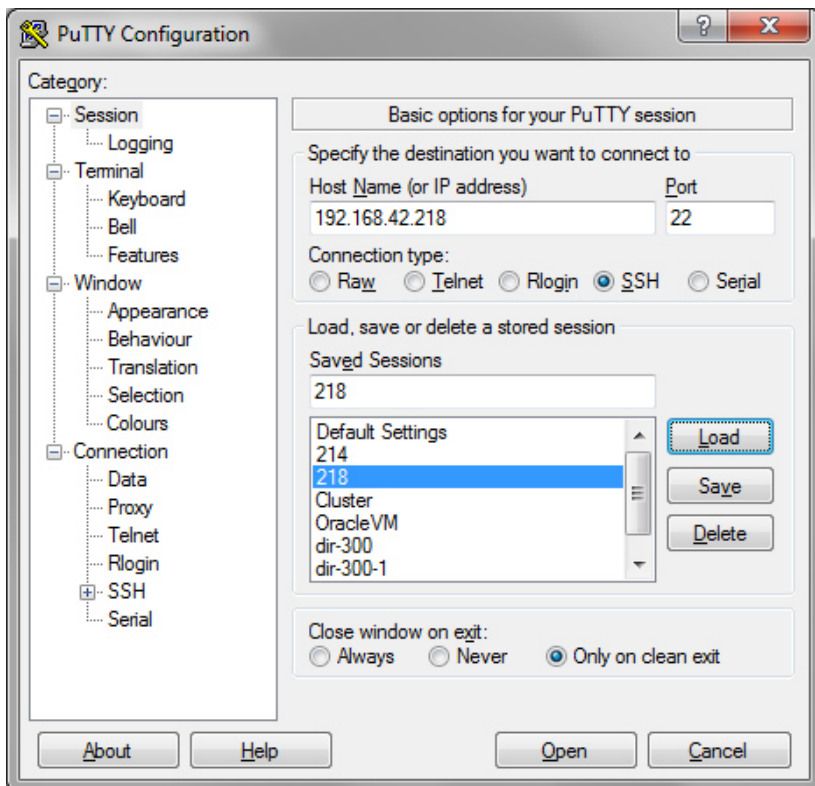 PuTTY Configuration
Category:
Session
Logging
Terminal
Keyboard
Bell
Features
Window
Appearance
Behaviour
Translation
Selection
Colours
Connection
Data
Proxy
Telnet
Rlogin
SSH
Serial
Basic options for your PuTTY session
Specify the destination you want to connect to
Host Name (or IP address) Port
192.168.42.218 22
Connection type:
Raw Telnet Rlogin SSH Serial
Load, save or delete a stored session
Saved Sessions
218
Default Settings
214
218
Cluster
OracleVM
dir-300
dir-300-1
Load
Save
Delete
Close window on exit:
Always Never Only on clean exit
About Help Open Cancel